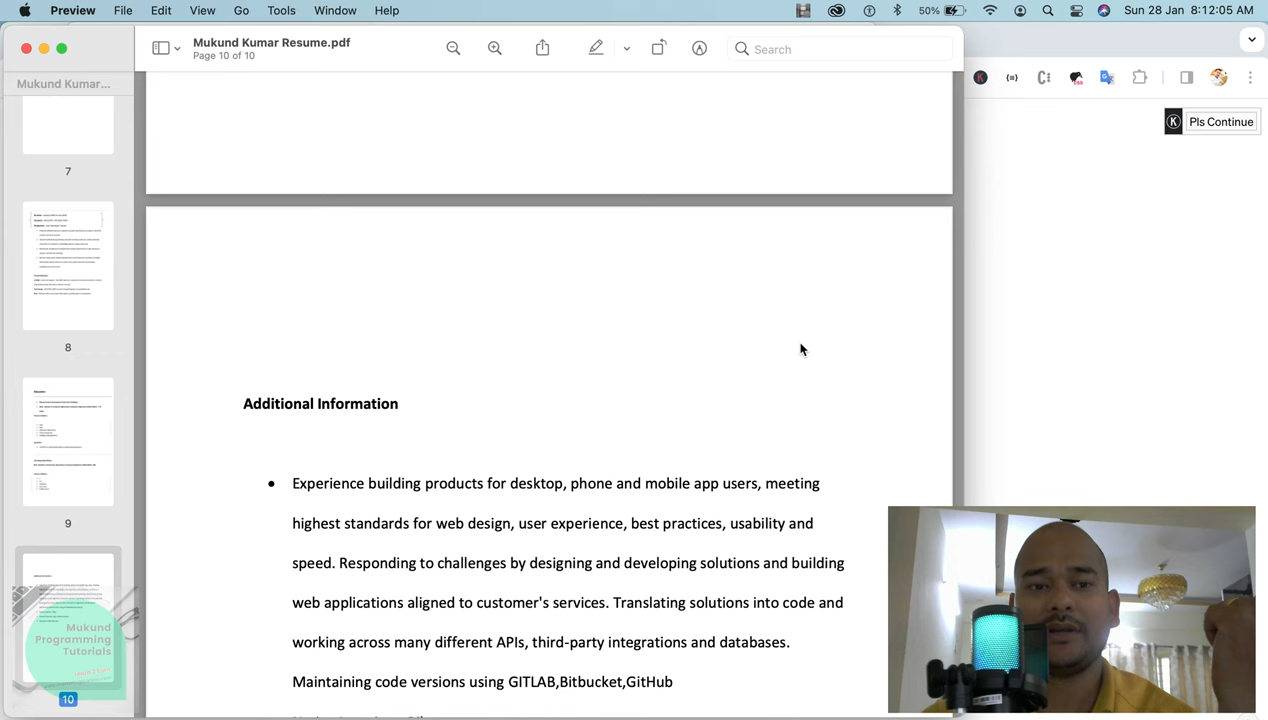 Preview File Edit View Go Tools Window Help 50% Sun 28 Jan 8:12:05 AM
Mukund Kumar Resume.pdf
Page 10 of 10
Search
Mukund Kumar...
7
8
9
10
Mukund
Programming
Tutorials
K Pls Continue
Additional Information
• Experience building products for desktop, phone and mobile app users, meeting
highest standards for web design, user experience, best practices, usability and
speed. Responding to challenges by designing and developing solutions and building
web applications aligned to customer's services. Translating solutions into code and
working across many different APIs, third-party integrations and databases.
Maintaining code versions using GITLAB,Bitbucket,GitHub